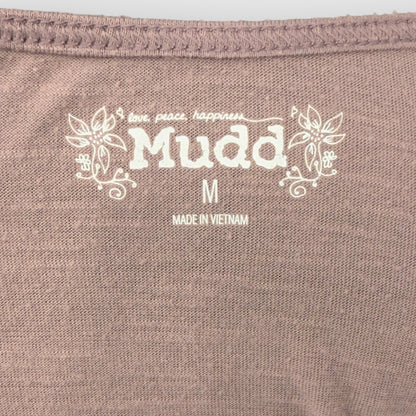 love, peace, happiness
Mudd
M
MADE IN VIETNAM